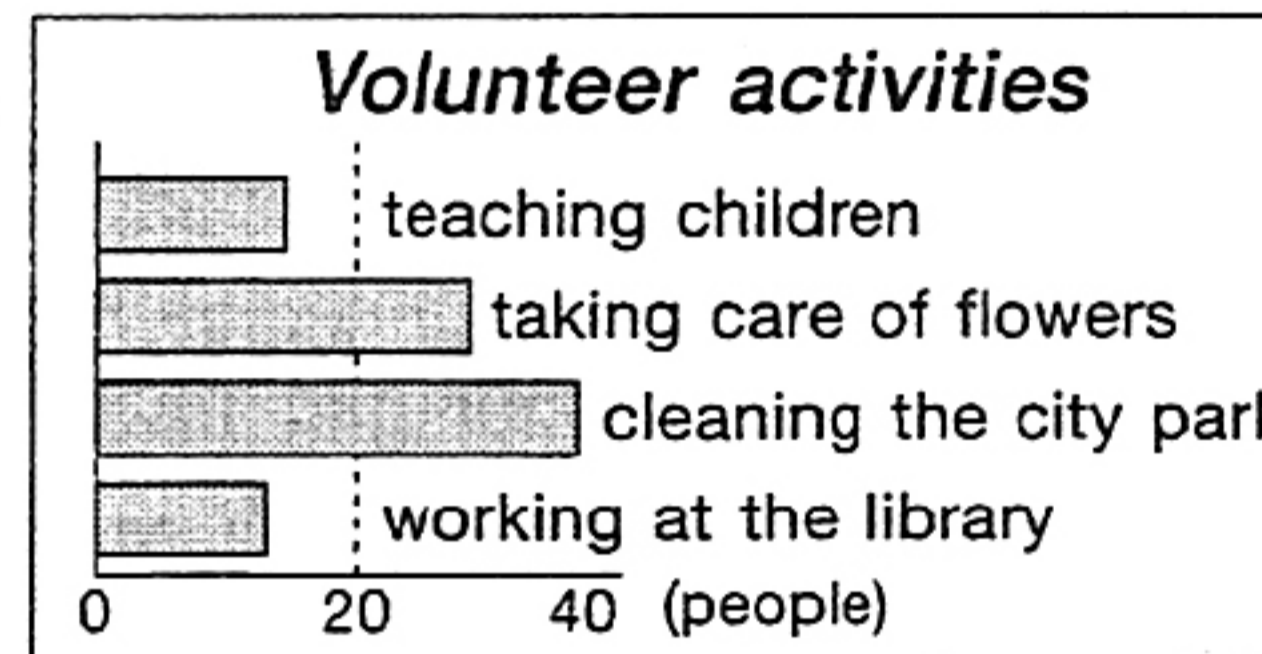 Volunteer activities
teaching children
taking care of flowers
cleaning the city park
working at the library
0 20 40 (people)